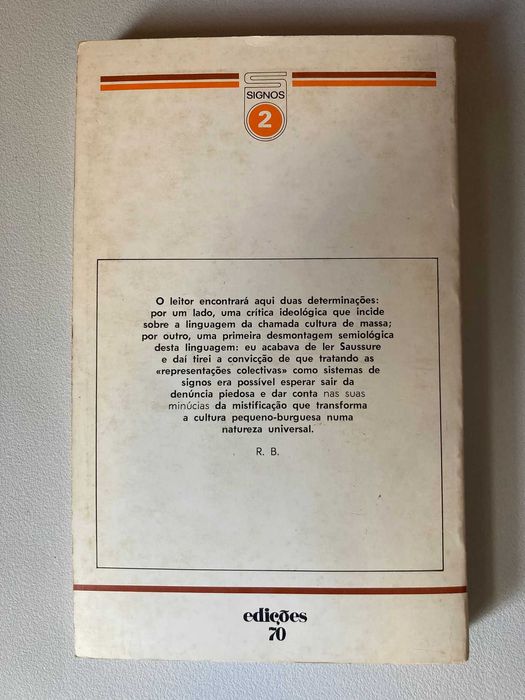 SIGNOS
2
O leitor encontrará aqui duas determinações:
por um lado, uma crítica ideológica que incide
sobre a linguagem da chamada cultura de massa;
por outro, uma primeira desmontagem semiológica
desta linguagem: eu acabava de ler Saussure
e daí tirei a convicção de que tratando as
«representações colectivas» como sistemas de
signos era possível esperar sair da
denúncia piedosa e dar conta nas suas
minúcias da mistificação que transforma
a cultura pequeno-burguesa numa
natureza universal.
R. B.
edições
70